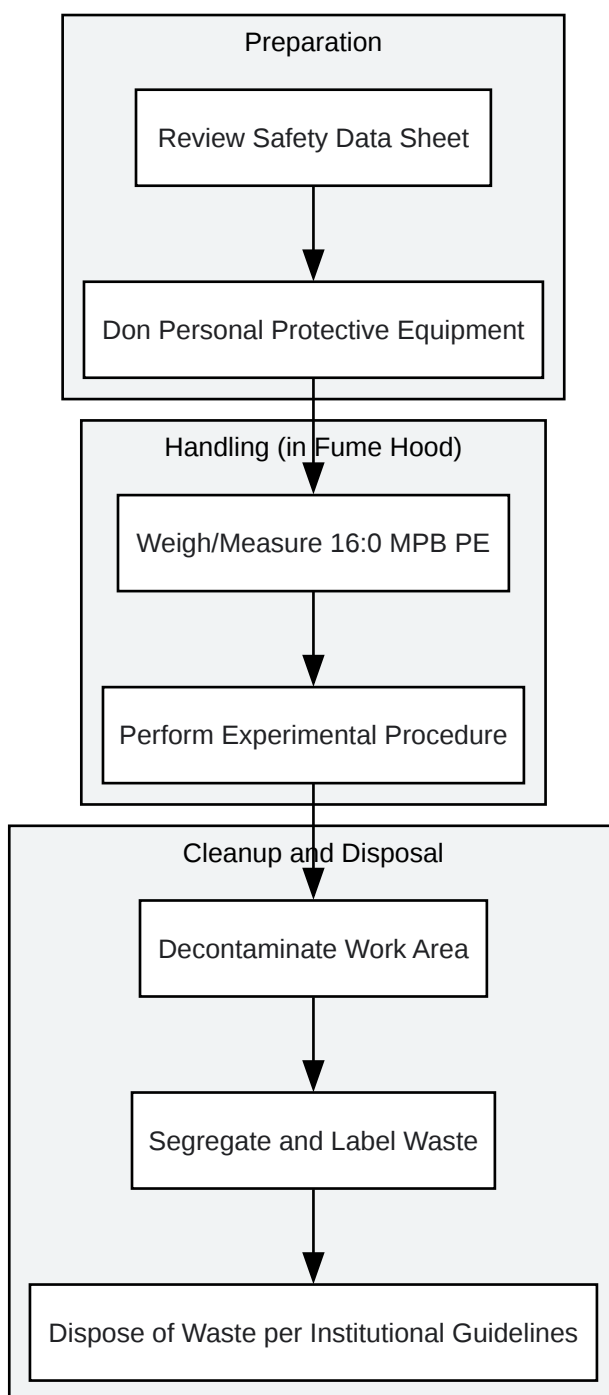 Preparation
Review Safety Data Sheet
Don Personal Protective Equipment
Handling (in Fume Hood)
Weigh/Measure 16:0 MPB PE
Perform Experimental Procedure
Cleanup and Disposal
Decontaminate Work Area
Segregate and Label Waste
Dispose of Waste per Institutional Guidelines